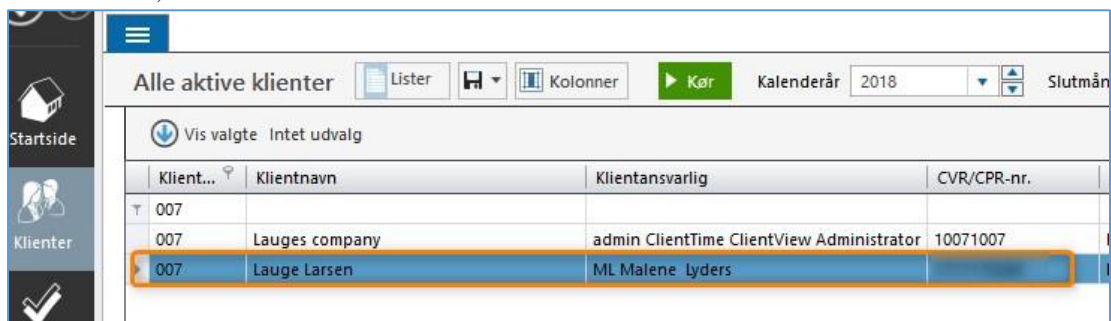 Alle aktive klienter Lister Kolonner Kør Kalenderår 2018 Slutmån
Startside
Vis valgte Intet udvalg
Klient... Klientnavn Klientansvarlig CVR/CPR-nr.
007
Klienter
007 Lauges company admin ClientTime ClientView Administrator 10071007
007 Lauge Larsen ML Malene Lyders